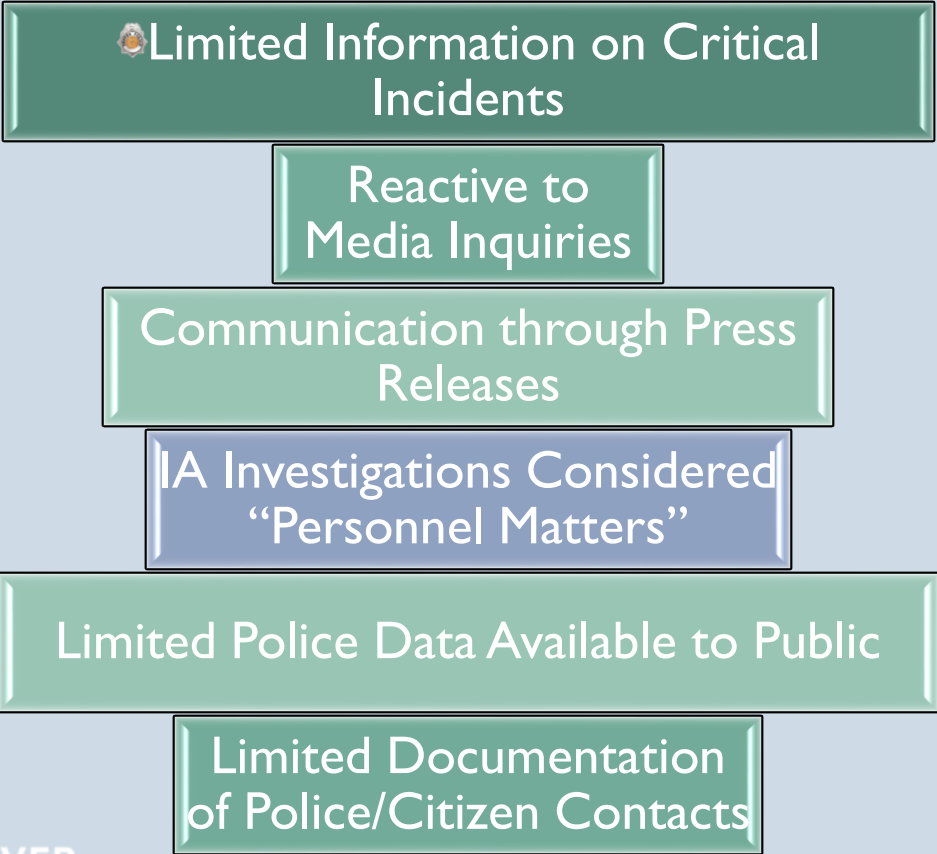 Limited Information on Critical
Incidents
Reactive to
Media Inquiries
Communication through Press
Releases
IA Investigations Considered
“Personnel Matters”
Limited Police Data Available to Public
Limited Documentation
of Police/Citizen Contacts